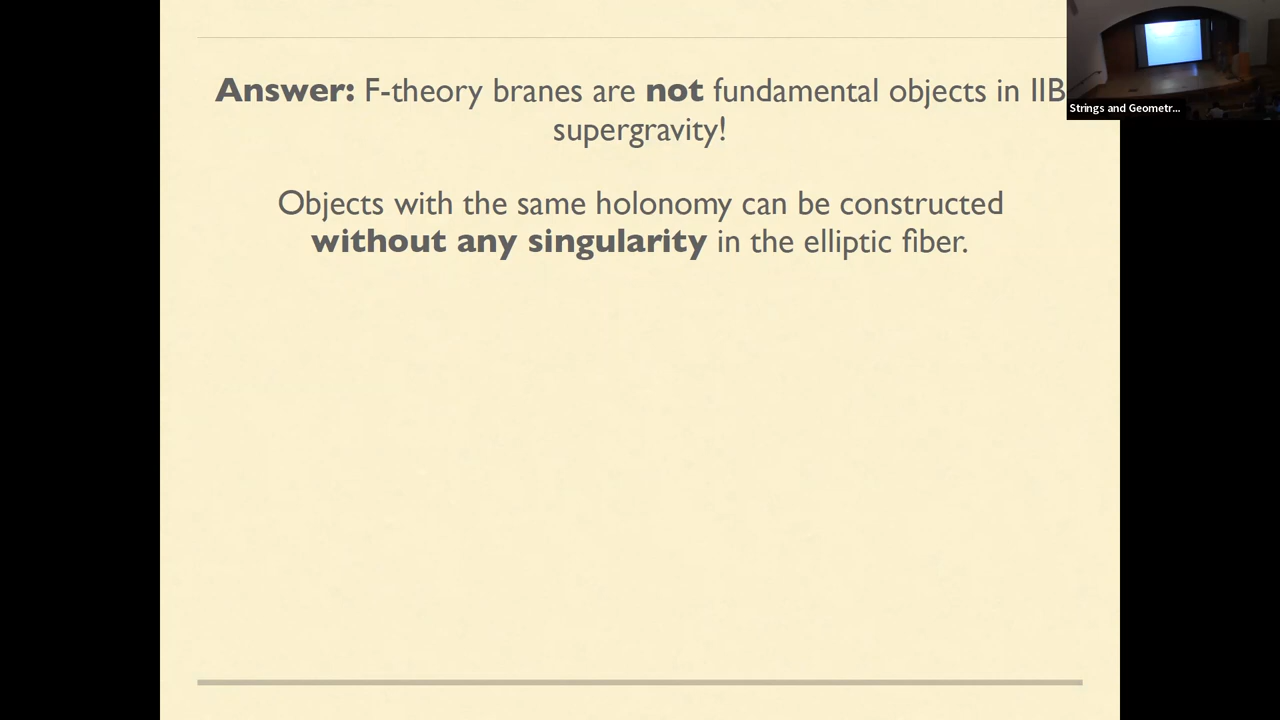 Answer: F-theory branes are not fundamental objects in IIB
supergravity!
Objects with the same holonomy can be constructed
without any singularity in the elliptic fiber.
Strings and Geometr...